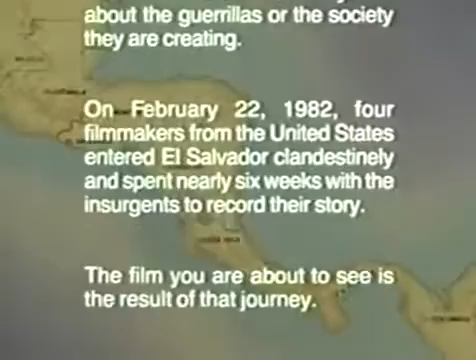 about the guerrillas or the society
they are creating.
On February 22, 1982, four
filmmakers from the United States
entered El Salvador clandestinely
and spent nearly six weeks with the
insurgents to record their story.
COSTA RICA
The film you are about to see is
the result of that journey.